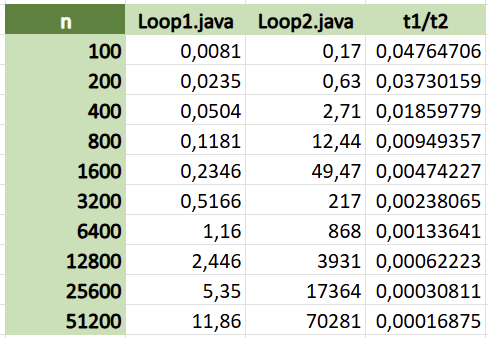 n Loop1.java Loop2.java t1/t2
100 0,0081 0,17 0,04764706
200 0,0235 0,63 0,03730159
400 0,0504 2,71 0,01859779
800 0,1181 12,44 0,00949357
1600 0,2346 49,47 0,00474227
3200 0,5166 217 0,00238065
6400 1,16 868 0,00133641
12800 2,446 3931 0,00062223
25600 5,35 17364 0,00030811
51200 11,86 70281 0,00016875